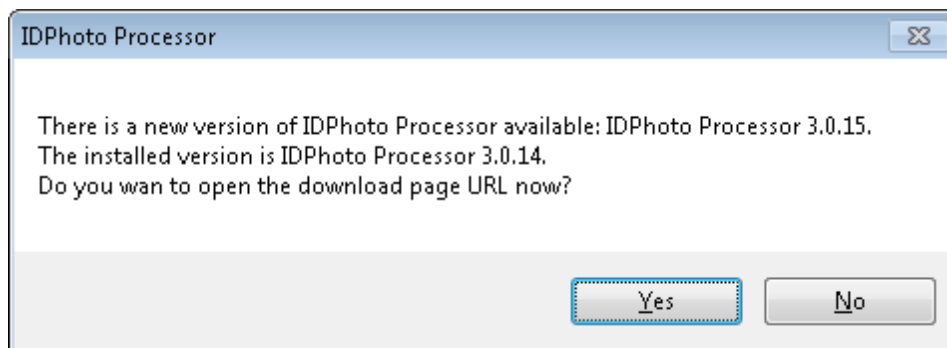 IDPhoto Processor
There is a new version of IDPhoto Processor available: IDPhoto Processor 3.0.15.
The installed version is IDPhoto Processor 3.0.14.
Do you wan to open the download page URL now?
Yes
No